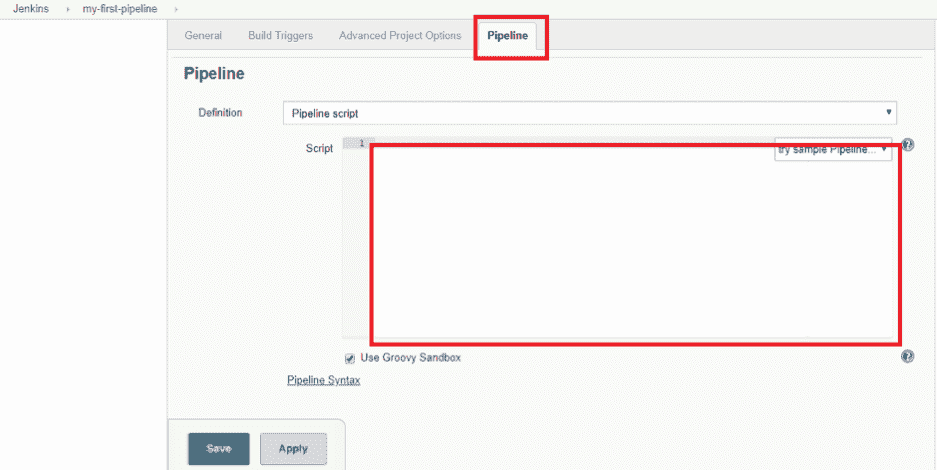 Jenkins my-first-pipeline
General Build Triggers Advanced Project Options Pipeline
Pipeline
Definition Pipeline script
Script 1 try sample Pipeline...
Use Groovy Sandbox
Pipeline Syntax
Save Apply